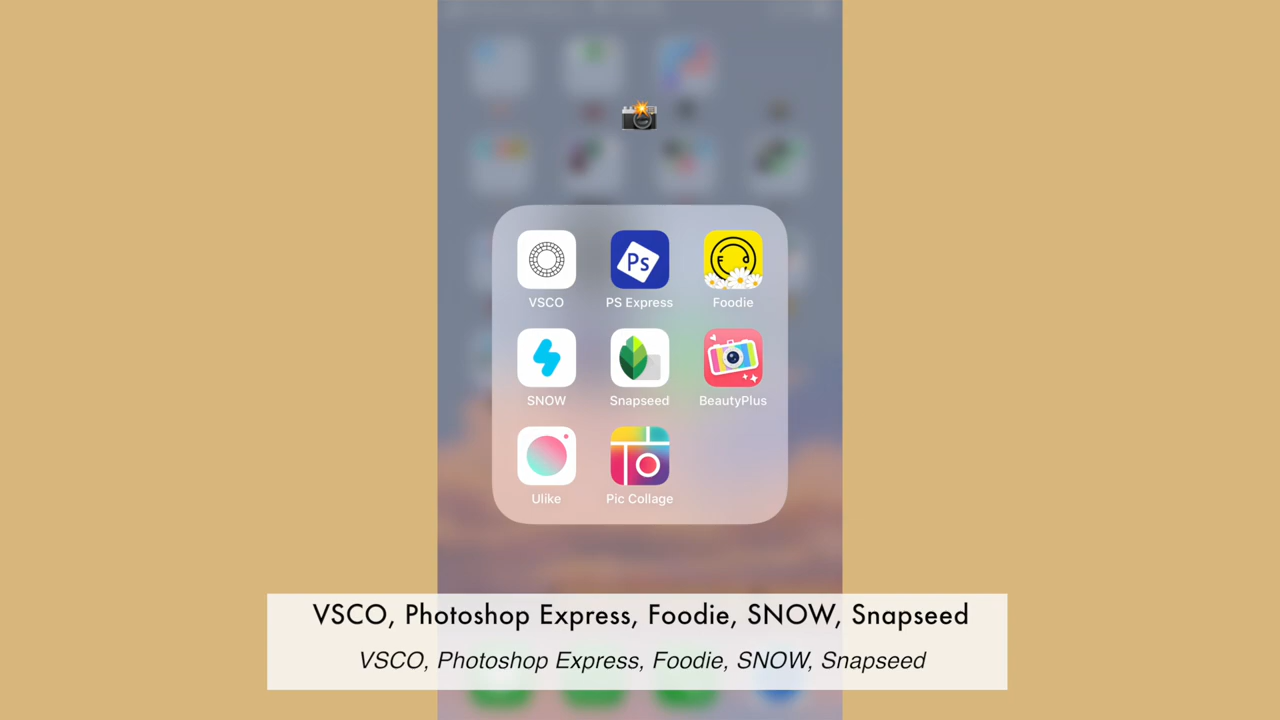 VSCO
PS Express
Foodie
SNOW
Snapseed
BeautyPlus
Ulike
Pic Collage
VSCO, Photoshop Express, Foodie, SNOW, Snapseed
VSCO, Photoshop Express, Foodie, SNOW, Snapseed